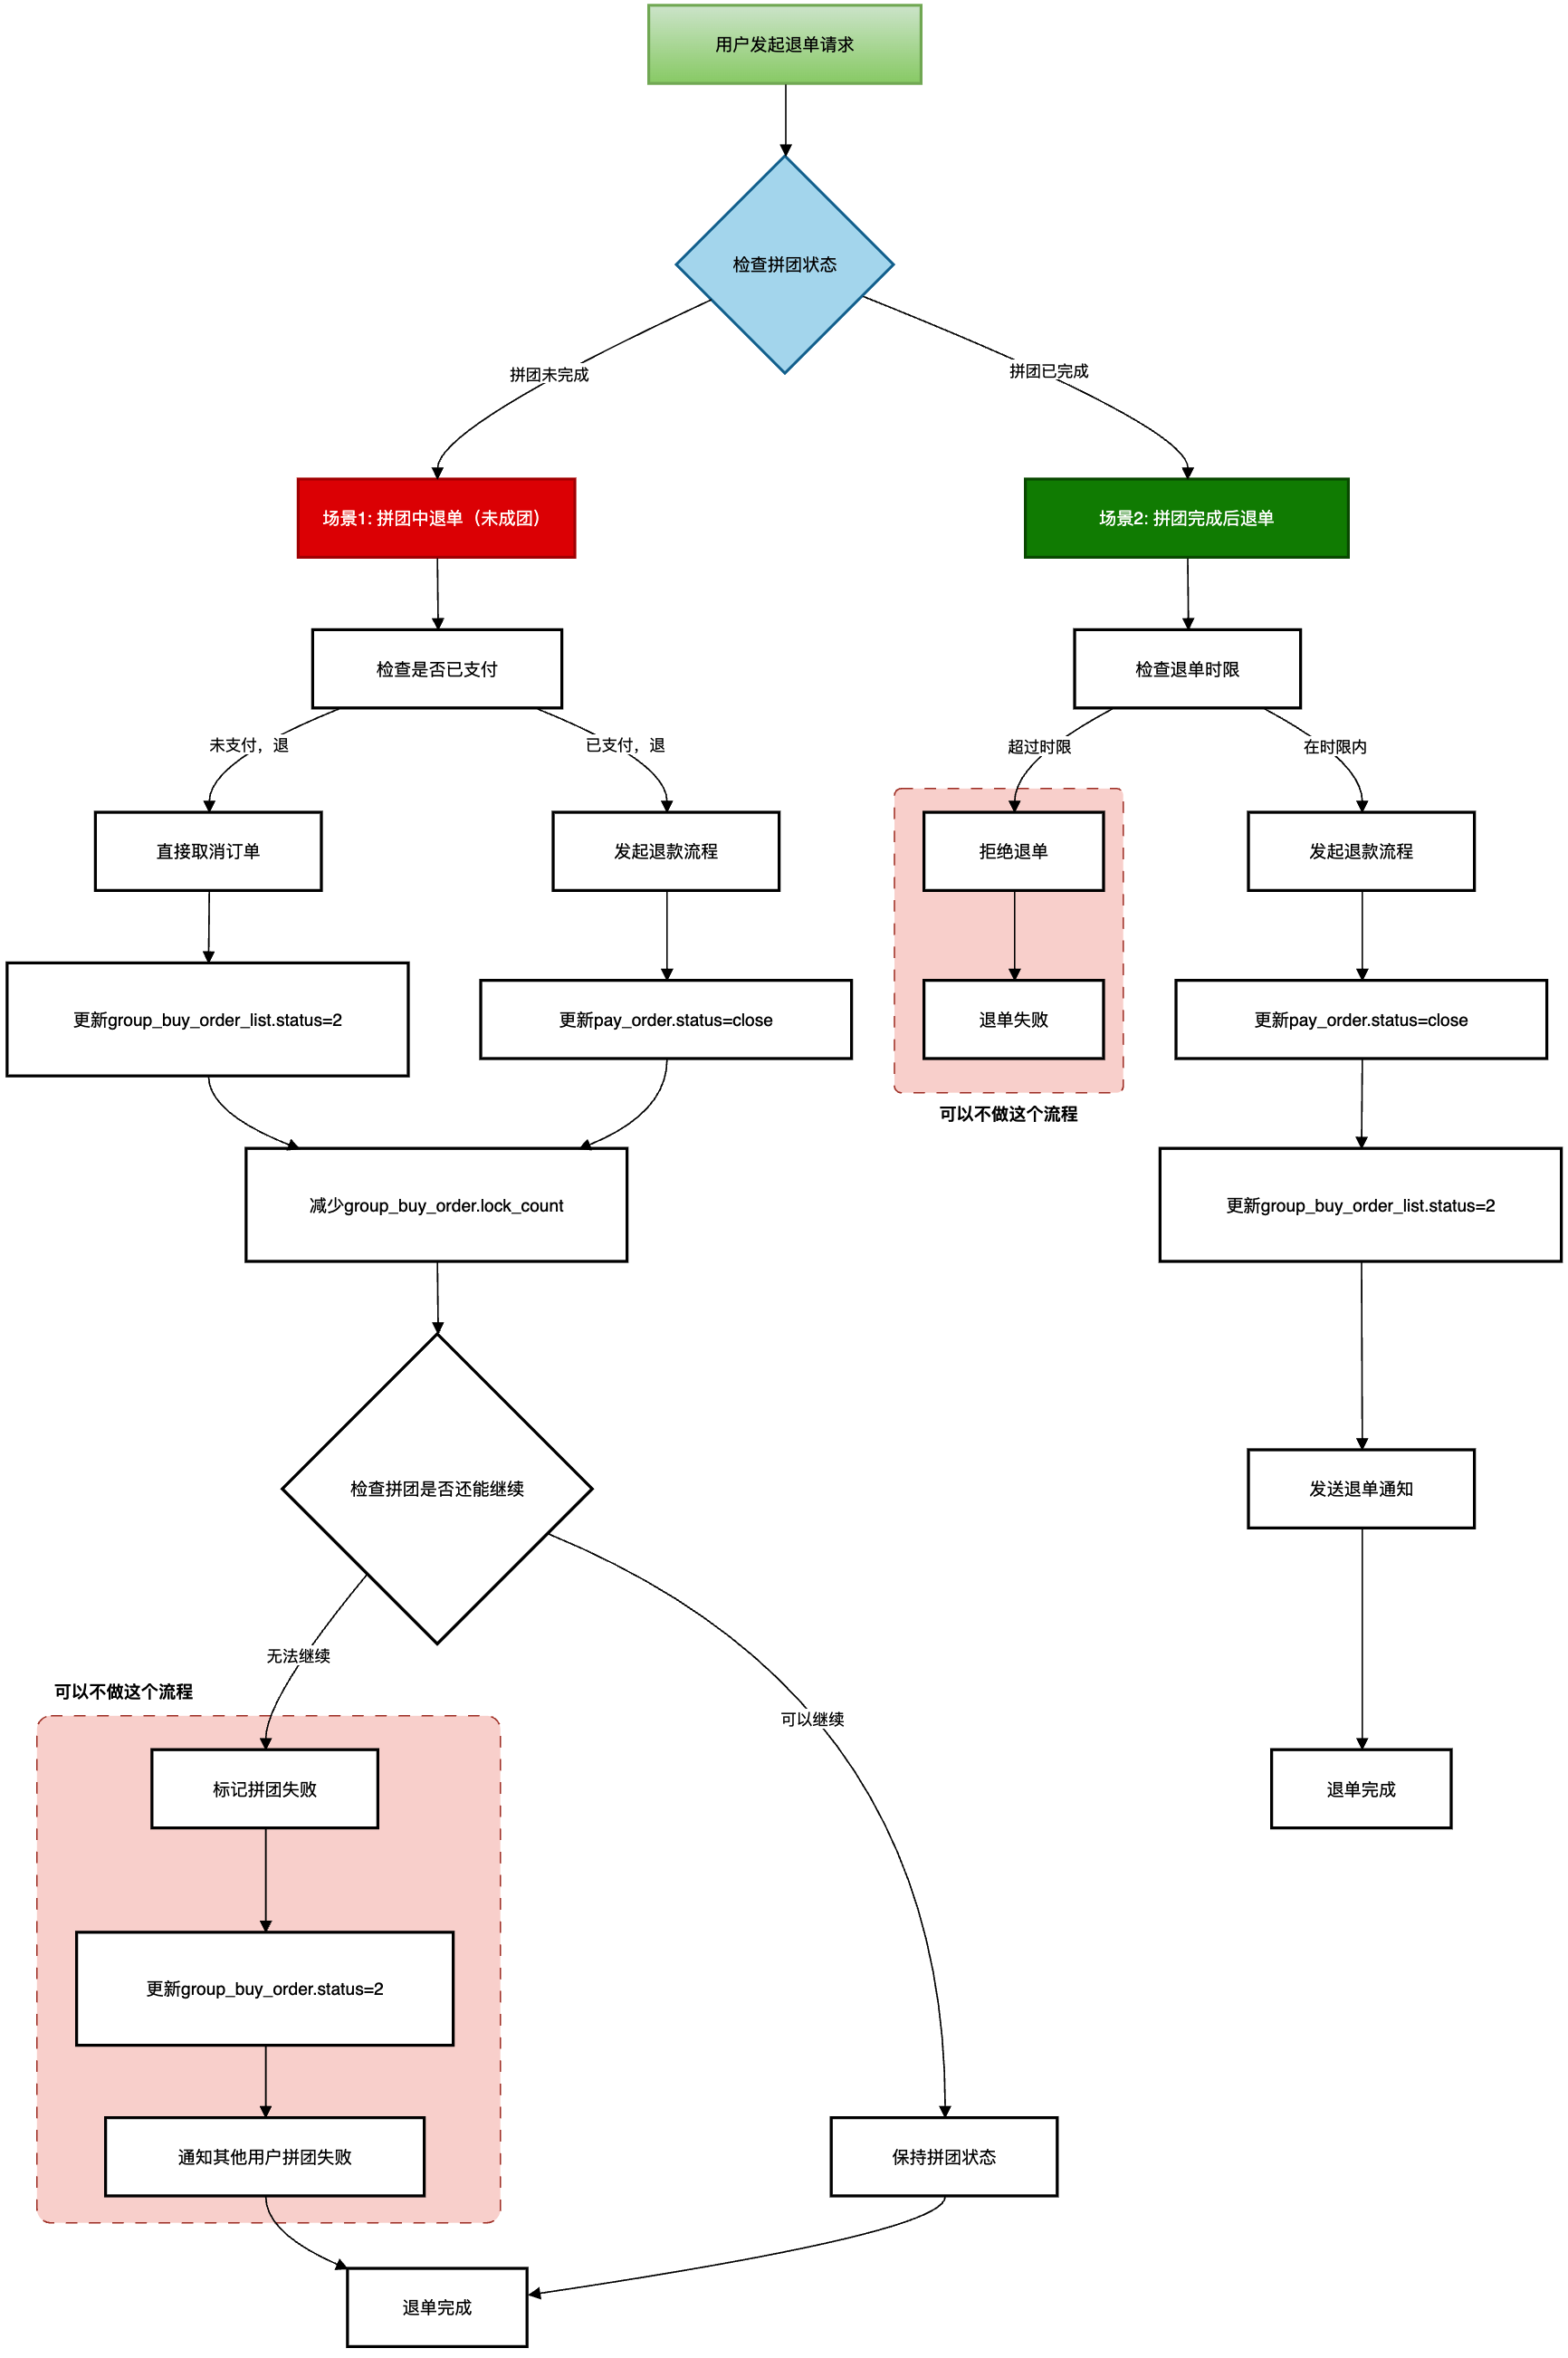 用户发起退单请求
检查拼团状态
拼团未完成
拼团已完成
场景1: 拼团中退单（未成团）
场景2: 拼团完成后退单
检查是否已支付
检查退单时限
未支付，退
已支付，退
超过时限
在时限内
直接取消订单
发起退款流程
拒绝退单
发起退款流程
更新group_buy_order_list.status=2
更新pay_order.status=close
退单失败
更新pay_order.status=close
可以不做这个流程
减少group_buy_order.lock_count
更新group_buy_order_list.status=2
检查拼团是否还能继续
发送退单通知
无法继续
可以不做这个流程
可以继续
标记拼团失败
退单完成
更新group_buy_order.status=2
通知其他用户拼团失败
保持拼团状态
退单完成